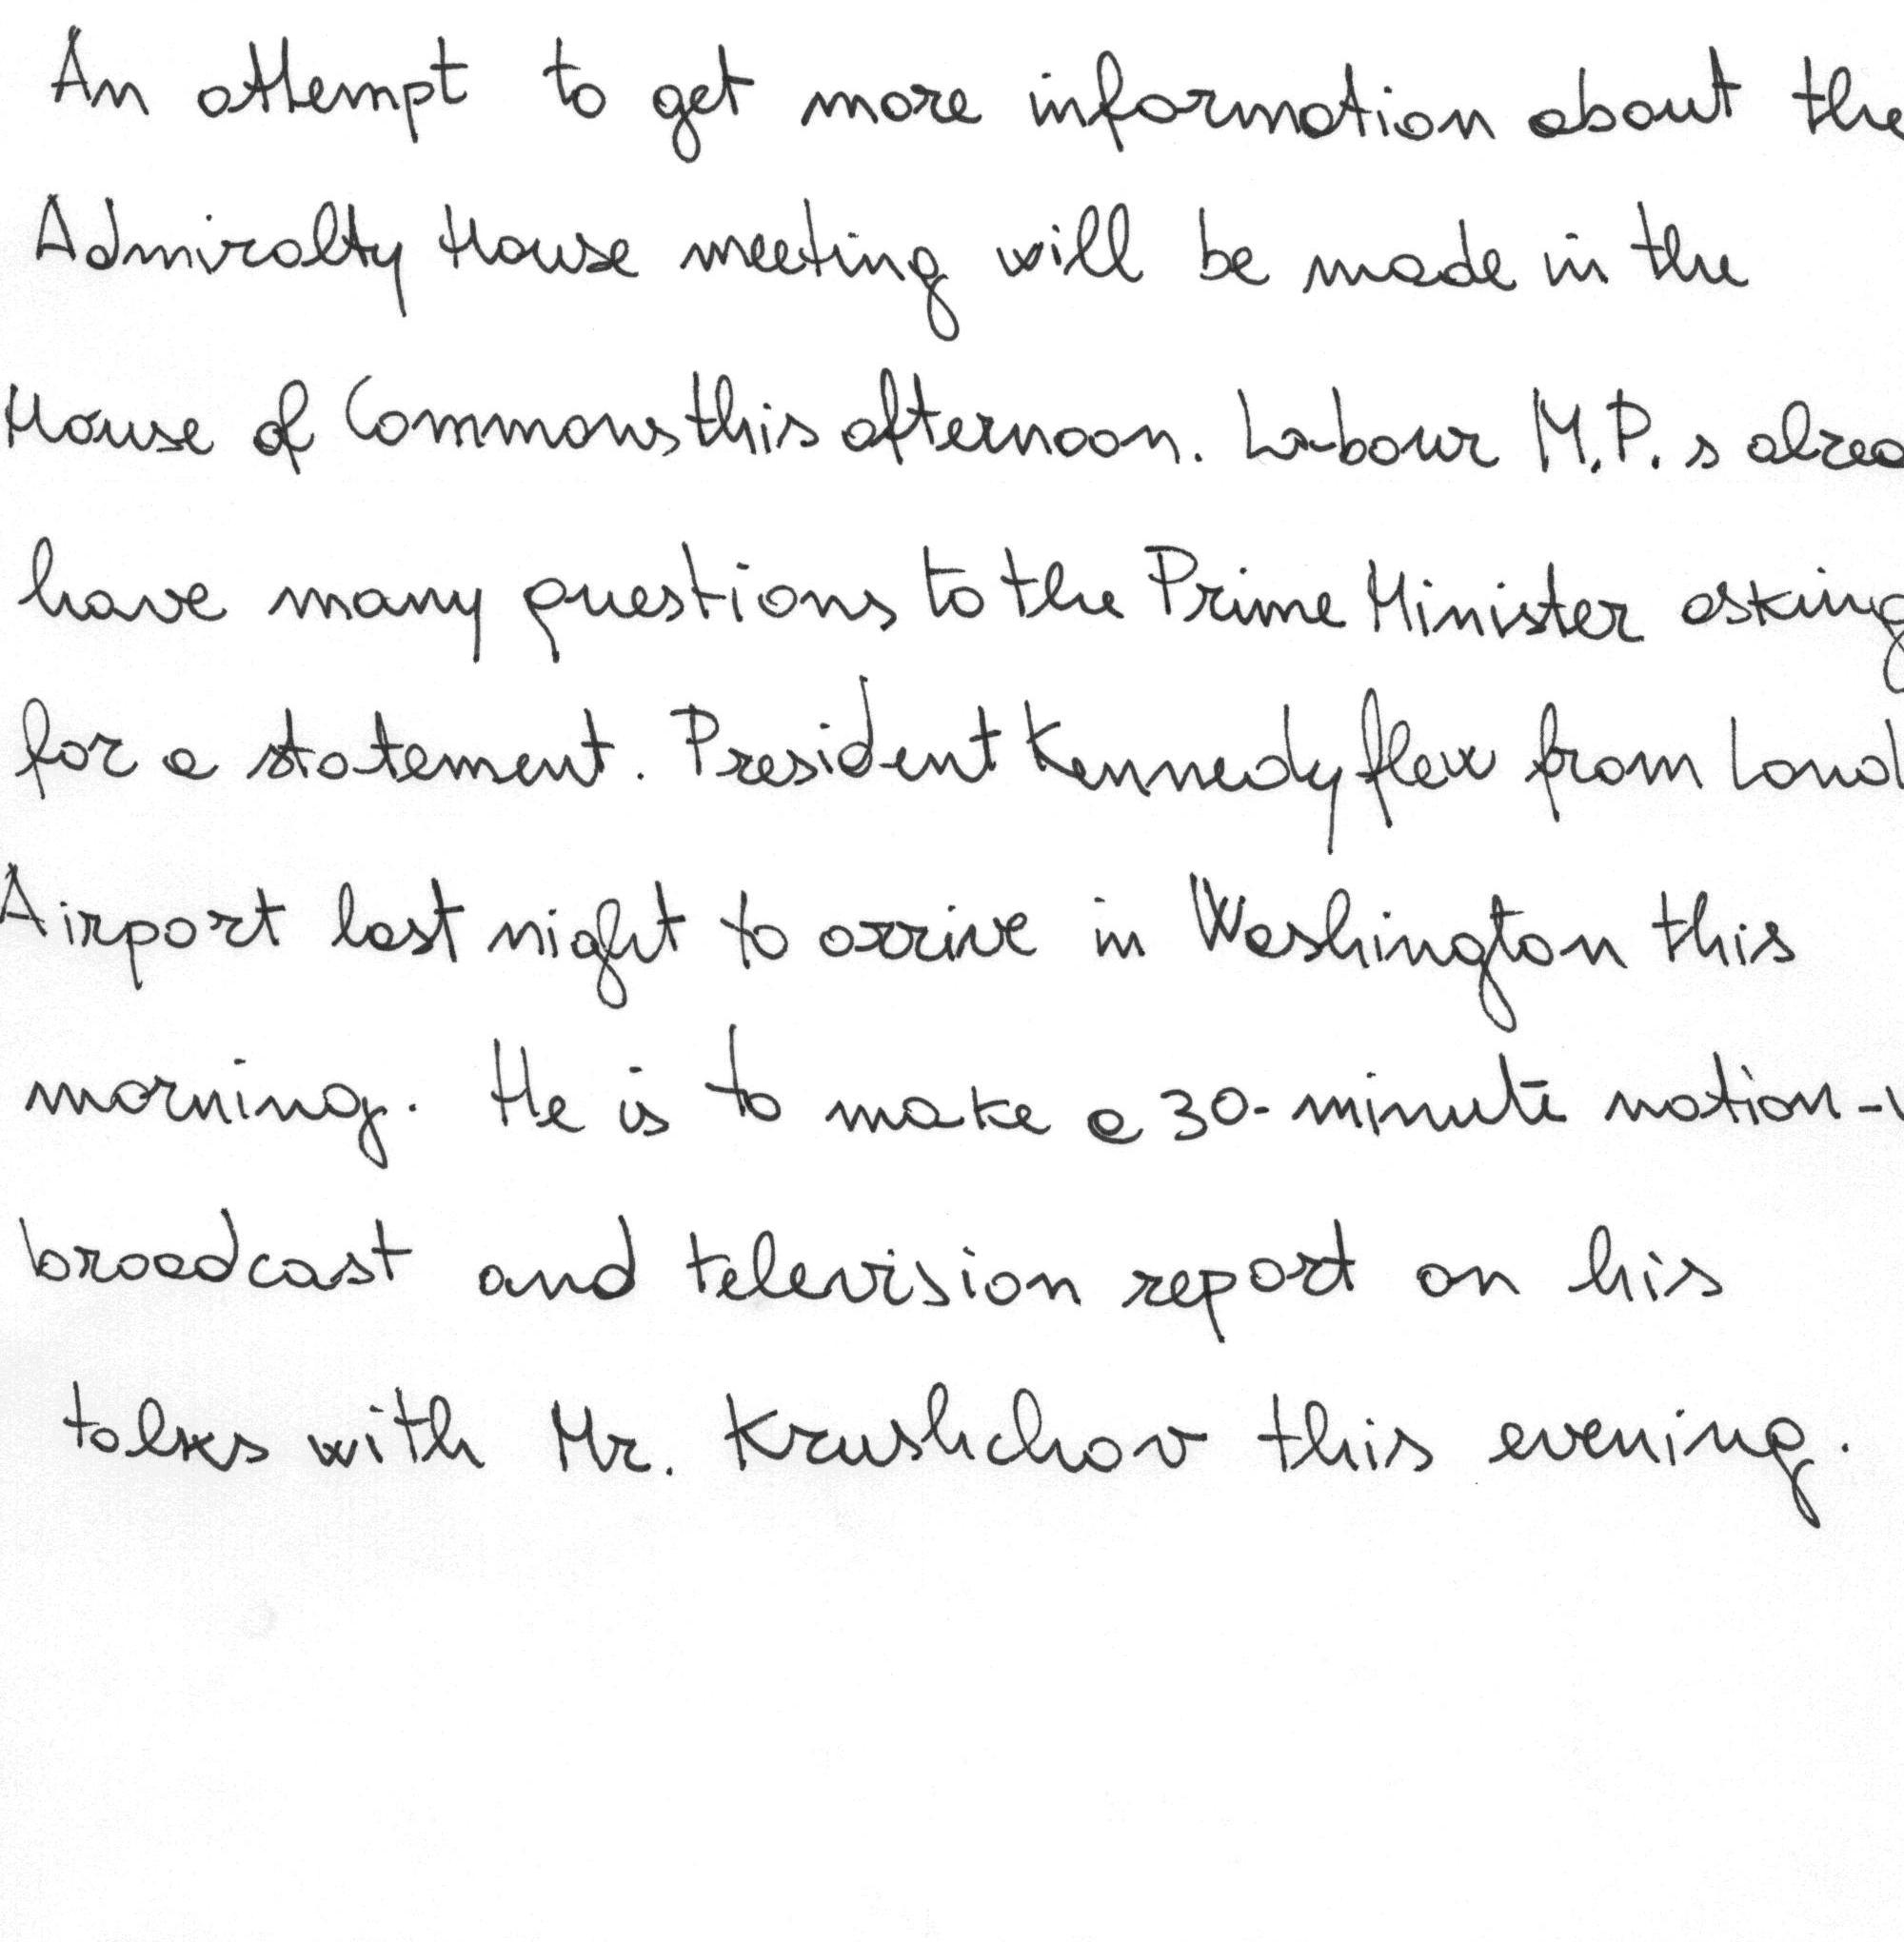 An attempt to get more information about the
Admiralty House meeting will be made in the
House of Commons this afternoon. Labour M.P.s
have many questions to the Prime Minister asking
for a statement. President Kennedy flew from
Airport last night to arrive in Washington this
morning. He is to make a 30-minute nation-
broadcast and television report on his
talks with Mr. Krushchov this evening.